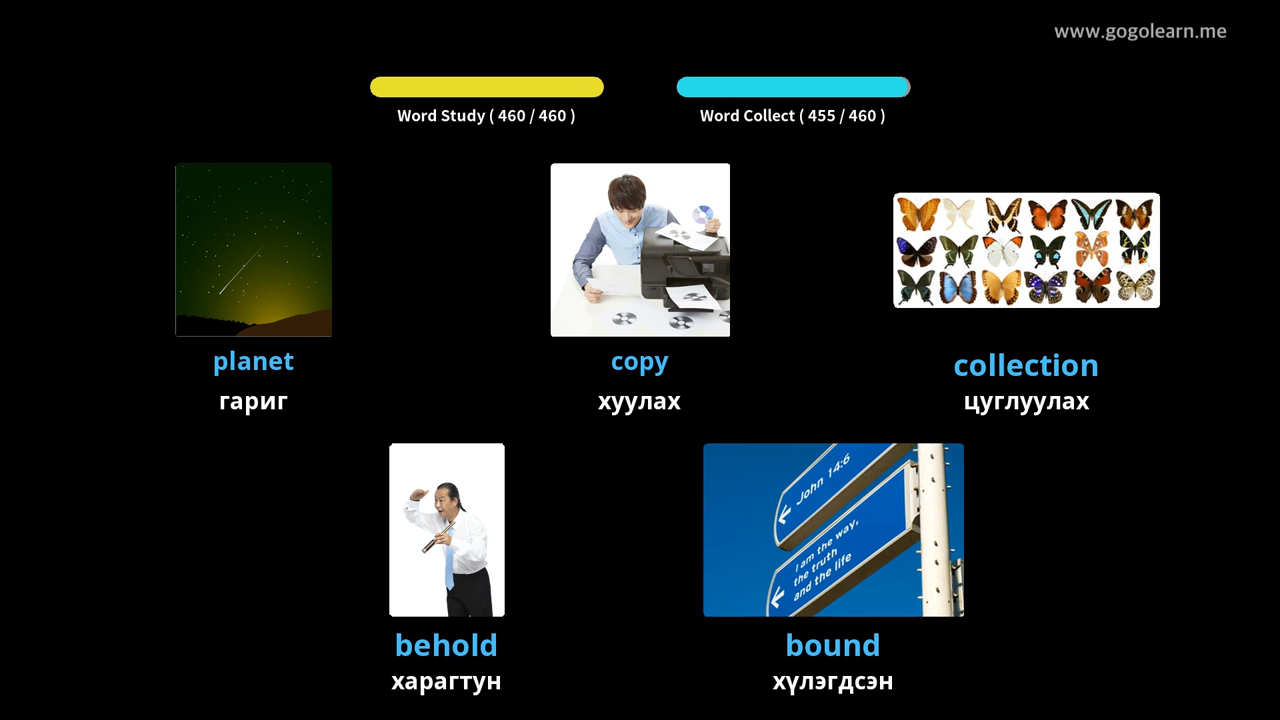 www.gogolearn.me
Word Study ( 460 / 460 )
Word Collect ( 455 / 460 )
planet
гариг
copy
хуулах
collection
цуглуулах
John 14:6
I am the way,
the truth
and the life
behold
харагтун
bound
хүлэгдсэн